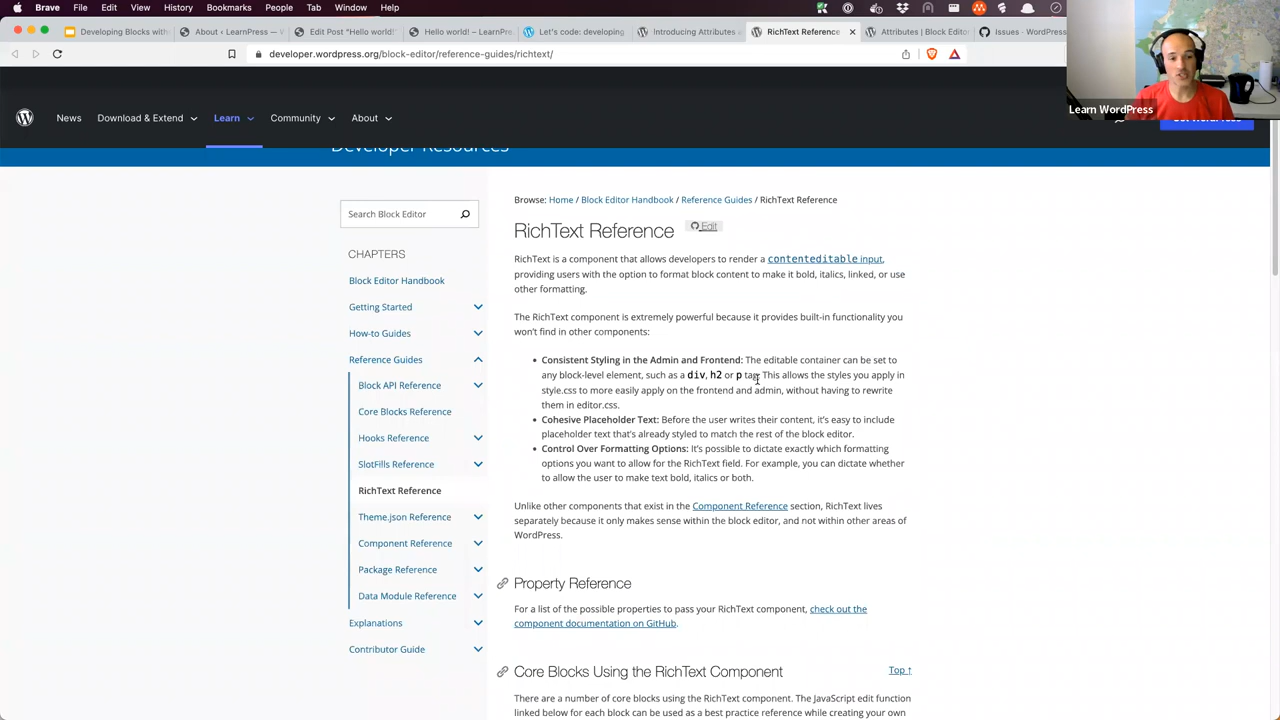 Brave File Edit View History Bookmarks People Tab Window Help
Developing Blocks with
About ‹ LearnPress — W
Edit Post "Hello world!"
Hello world! – LearnPre
Let's code: developing
Introducing Attributes a
RichText Reference
Attributes | Block Edito
Issues · WordPress
developer.wordpress.org/block-editor/reference-guides/richtext/
Learn WordPress
News Download & Extend Learn Community About
Developer Resources
Browse: Home / Block Editor Handbook / Reference Guides / RichText Reference
Search Block Editor
RichText Reference Edit
CHAPTERS
Block Editor Handbook
Getting Started
How-to Guides
Reference Guides
Block API Reference
Core Blocks Reference
Hooks Reference
SlotFills Reference
RichText Reference
Theme.json Reference
Component Reference
Package Reference
Data Module Reference
Explanations
Contributor Guide
RichText is a component that allows developers to render a contenteditable input,
providing users with the option to format block content to make it bold, italics, linked, or use
other formatting.
The RichText component is extremely powerful because it provides built-in functionality you
won't find in other components:
• Consistent Styling in the Admin and Frontend: The editable container can be set to
any block-level element, such as a div, h2 or p tag. This allows the styles you apply in
style.css to more easily apply on the frontend and admin, without having to rewrite
them in editor.css.
• Cohesive Placeholder Text: Before the user writes their content, it's easy to include
placeholder text that's already styled to match the rest of the block editor.
• Control Over Formatting Options: It's possible to dictate exactly which formatting
options you want to allow for the RichText field. For example, you can dictate whether
to allow the user to make text bold, italics or both.
Unlike other components that exist in the Component Reference section, RichText lives
separately because it only makes sense within the block editor, and not within other areas of
WordPress.
Property Reference
For a list of the possible properties to pass your RichText component, check out the
component documentation on GitHub.
Core Blocks Using the RichText Component Top ↑
There are a number of core blocks using the RichText component. The JavaScript edit function
linked below for each block can be used as a best practice reference while creating your own